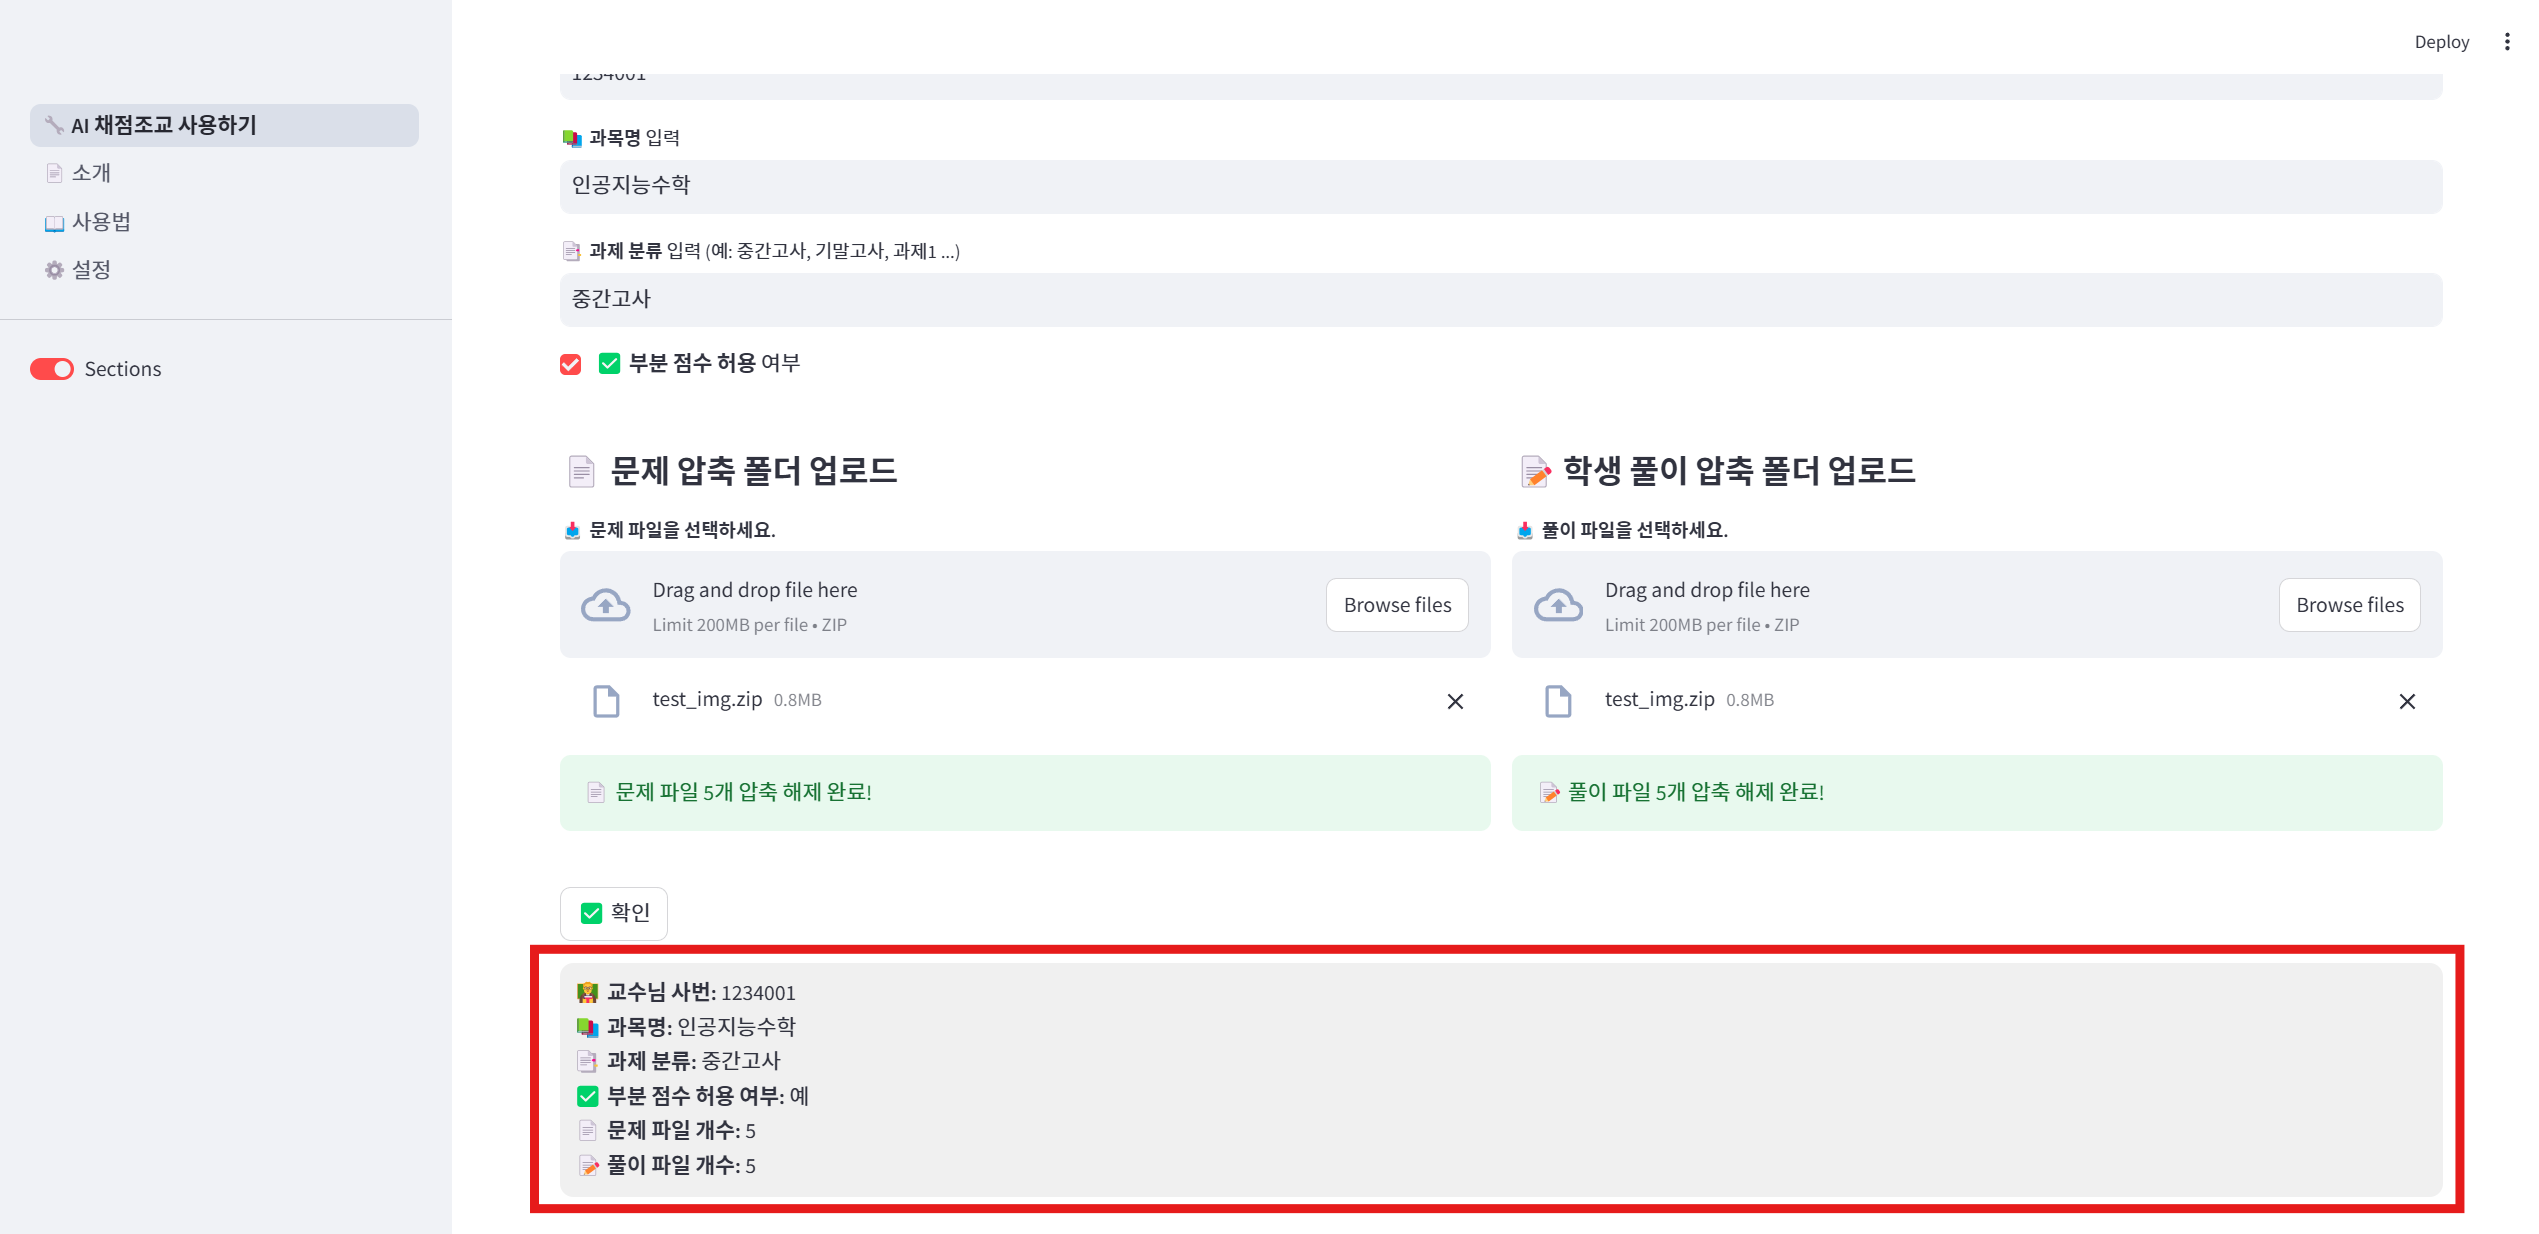 Deploy
AI 채점조교 사용하기
소개
사용법
설정
Sections
1234001
과목명 입력
인공지능수학
과제 분류 입력 (예: 중간고사, 기말고사, 과제1 ...)
중간고사
부분 점수 허용 여부
문제 압축 폴더 업로드
문제 파일을 선택하세요.
Drag and drop file here
Limit 200MB per file • ZIP
Browse files
test_img.zip 0.8MB
문제 파일 5개 압축 해제 완료!
학생 풀이 압축 폴더 업로드
풀이 파일을 선택하세요.
Drag and drop file here
Limit 200MB per file • ZIP
Browse files
test_img.zip 0.8MB
풀이 파일 5개 압축 해제 완료!
확인
교수님 사번: 1234001
과목명: 인공지능수학
과제 분류: 중간고사
부분 점수 허용 여부: 예
문제 파일 개수: 5
풀이 파일 개수: 5